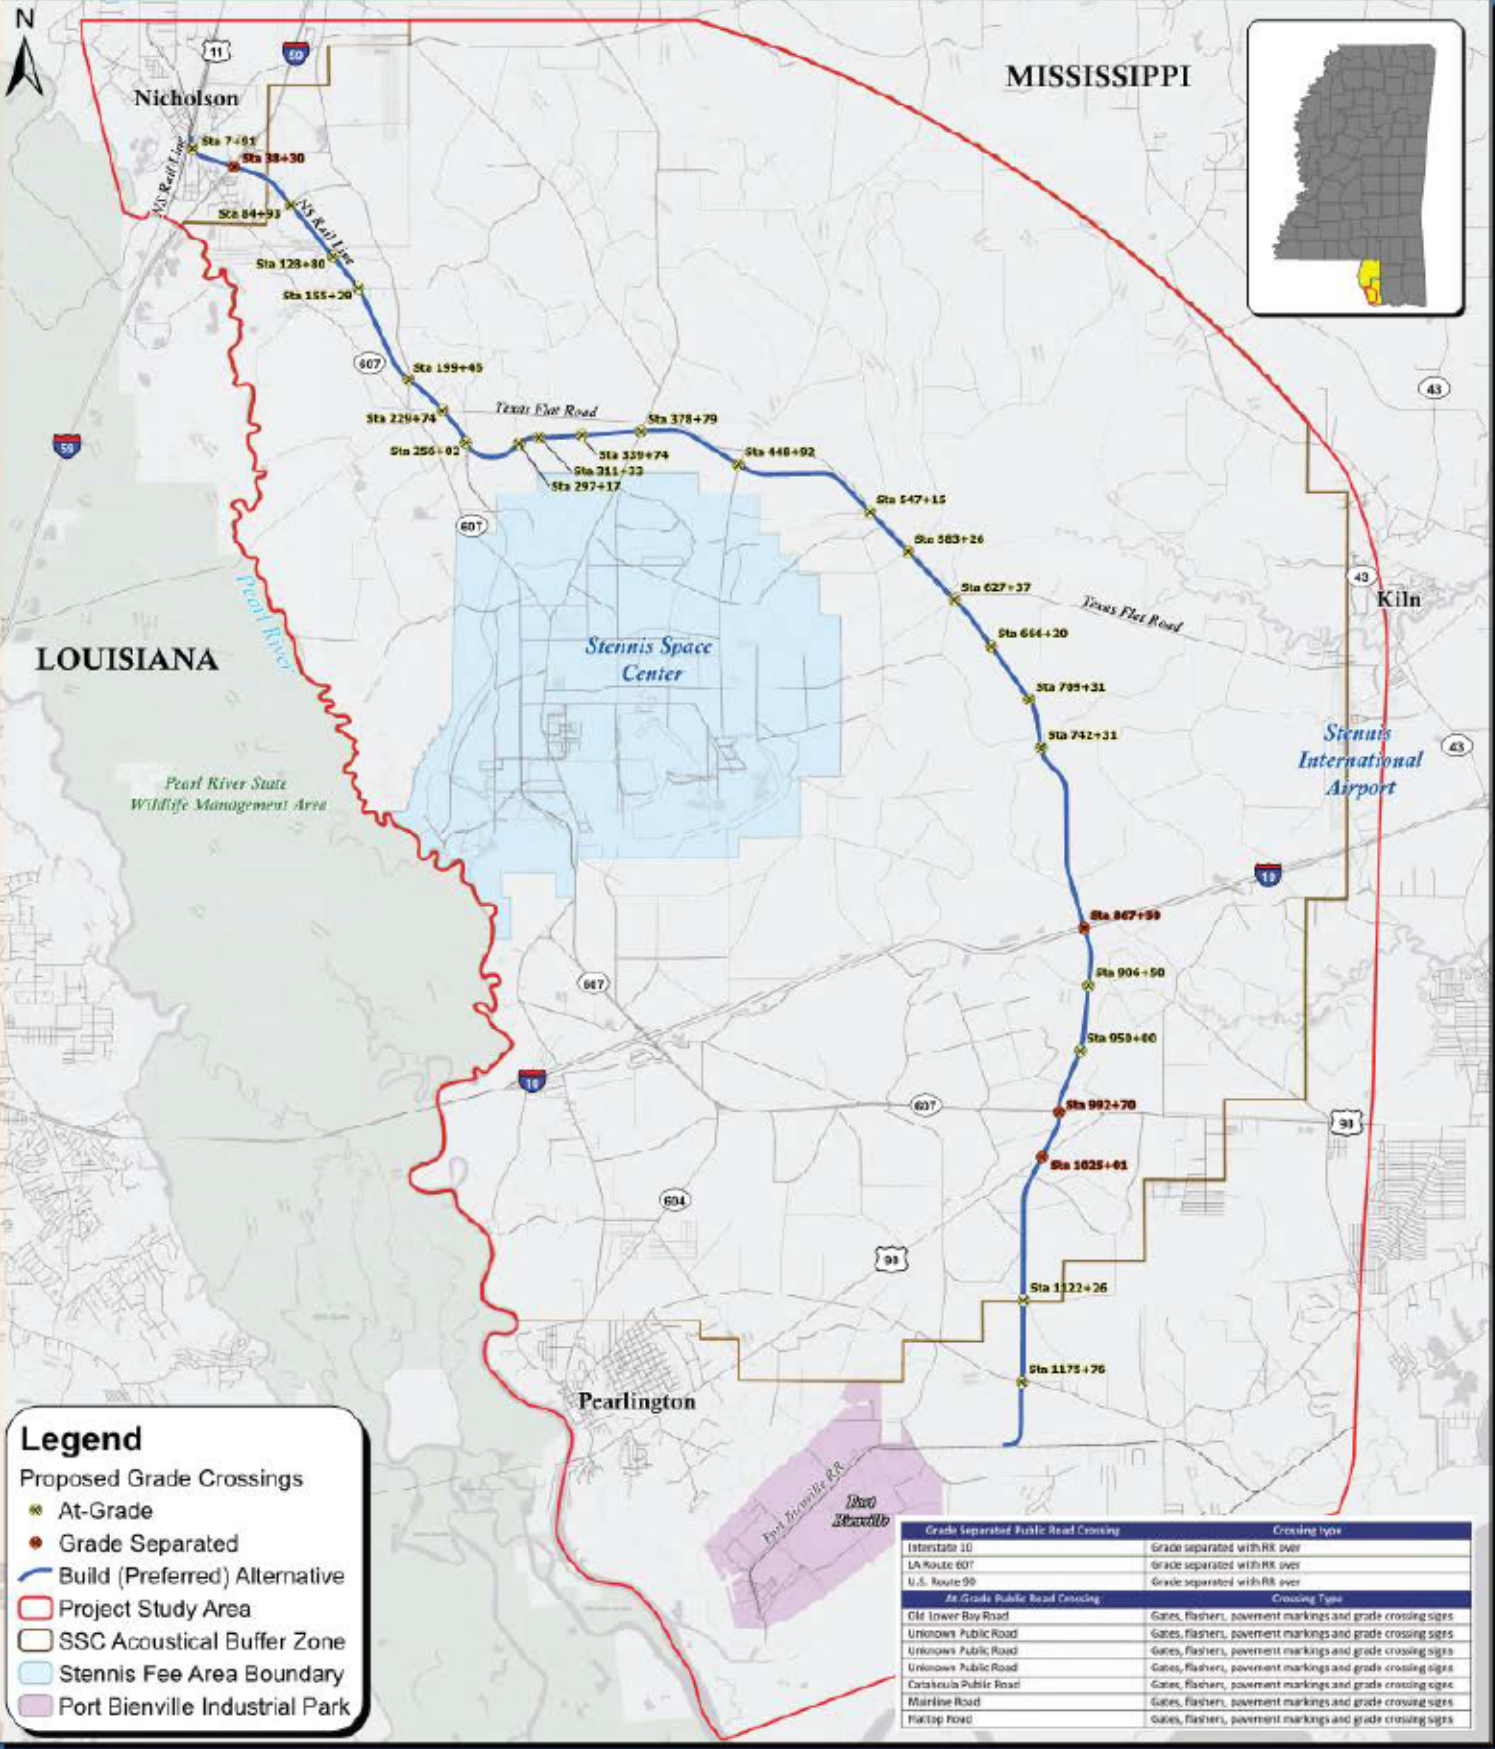 N
11
59
MISSISSIPPI
Nicholson
Sta 7+91
Sta 38+30
NS Rail Line
Sta 84+93
NS Rail Line
Sta 128+80
Sta 155+20
607
Sta 199+45
43
Texas Flat Road
Sta 229+74
Sta 378+79
59
Sta 256+02
Sta 339+74
Sta 448+92
Sta 311+33
Sta 297+17
Sta 547+15
607
Sta 583+26
43
Sta 627+37
Kiln
Texas Flat Road
Pearl River
Sta 664+20
LOUISIANA
Stennis Space
Center
Sta 709+31
Sta 742+31
Stennis
International
Airport
43
Pearl River State
Wildlife Management Area
10
Sta 867+50
Sta 906+50
607
Sta 950+00
10
607
Sta 992+70
90
Sta 1025+01
604
90
Sta 1122+26
Sta 1175+76
Pearlington
Port Bienville RR
Port
Bienville
Legend
Proposed Grade Crossings
At-Grade
Grade Separated
Build (Preferred) Alternative
Project Study Area
SSC Acoustical Buffer Zone
Stennis Fee Area Boundary
Port Bienville Industrial Park
Grade Separated Public Road Crossing Crossing type
Interstate 10 Grade separated with RR over
LA Route 607 Grade separated with RR over
U.S. Route 90 Grade separated with RR over
At-Grade Public Road Crossing Crossing Type
Old Lower Bay Road Gates, flashers, pavement markings and grade crossing signs
Unknown Public Road Gates, flashers, pavement markings and grade crossing signs
Unknown Public Road Gates, flashers, pavement markings and grade crossing signs
Unknown Public Road Gates, flashers, pavement markings and grade crossing signs
Catahoula Public Road Gates, flashers, pavement markings and grade crossing signs
Mainline Road Gates, flashers, pavement markings and grade crossing signs
Flattop Road Gates, flashers, pavement markings and grade crossing signs